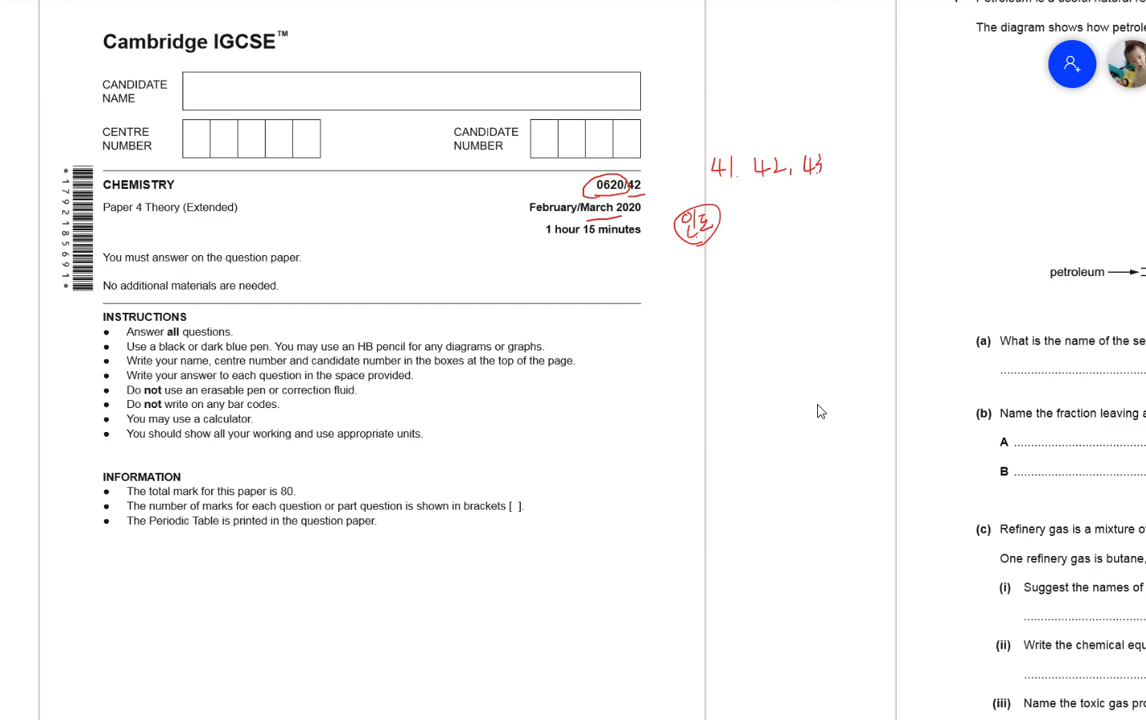 Cambridge IGCSE™
CANDIDATE
NAME
CENTRE
NUMBER
CANDIDATE
NUMBER
*1792185691*
CHEMISTRY
0620/42
Paper 4 Theory (Extended)
February/March 2020
1 hour 15 minutes
You must answer on the question paper.
No additional materials are needed.
INSTRUCTIONS
● Answer all questions.
● Use a black or dark blue pen. You may use an HB pencil for any diagrams or graphs.
● Write your name, centre number and candidate number in the boxes at the top of the page.
● Write your answer to each question in the space provided.
● Do not use an erasable pen or correction fluid.
● Do not write on any bar codes.
● You may use a calculator.
● You should show all your working and use appropriate units.
INFORMATION
● The total mark for this paper is 80.
● The number of marks for each question or part question is shown in brackets [ ].
● The Periodic Table is printed in the question paper.
41. 42, 43
인도
The diagram shows how petrole
petroleum
(a) What is the name of the se
(b) Name the fraction leaving a
A
B
(c) Refinery gas is a mixture o
One refinery gas is butane,
(i) Suggest the names of
(ii) Write the chemical equ
(iii) Name the toxic gas pro